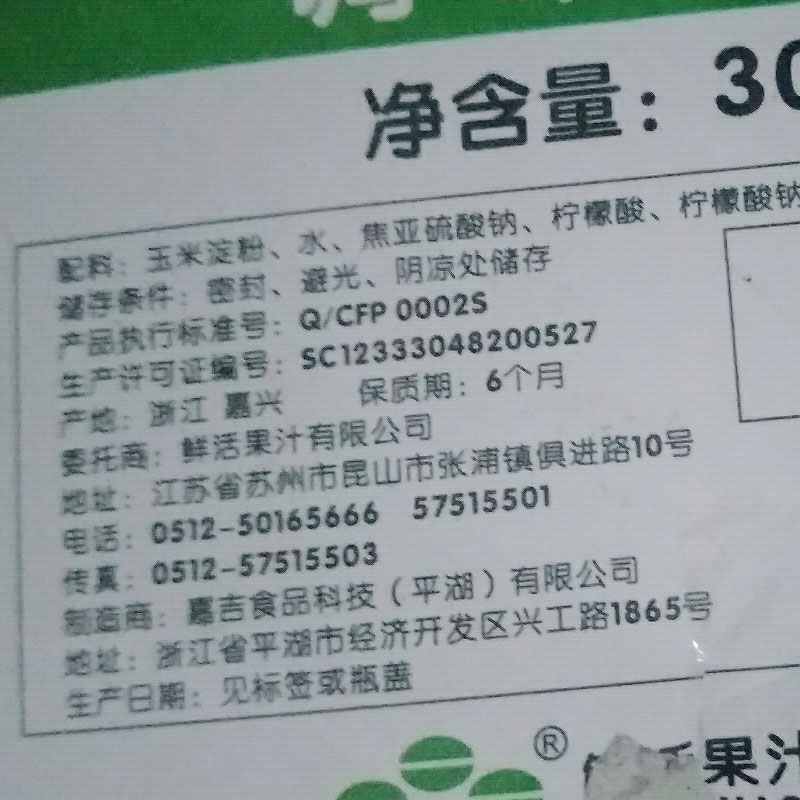 净含量：30
配料：玉米淀粉、水、焦亚硫酸钠、柠檬酸、柠檬酸钠
储存条件：密封、避光、阴凉处储存
产品执行标准号：Q/CFP 0002S
生产许可证编号：SC12333048200527
产地：浙江 嘉兴 保质期：6个月
委托商：鲜活果汁有限公司
地址：江苏省苏州市昆山市张浦镇俱进路10号
电话：0512-50165666 57515501
传真：0512-57515503
制造商：嘉吉食品科技（平湖）有限公司
地址：浙江省平湖市经济开发区兴工路1865号
生产日期：见标签或瓶盖
® 果汁